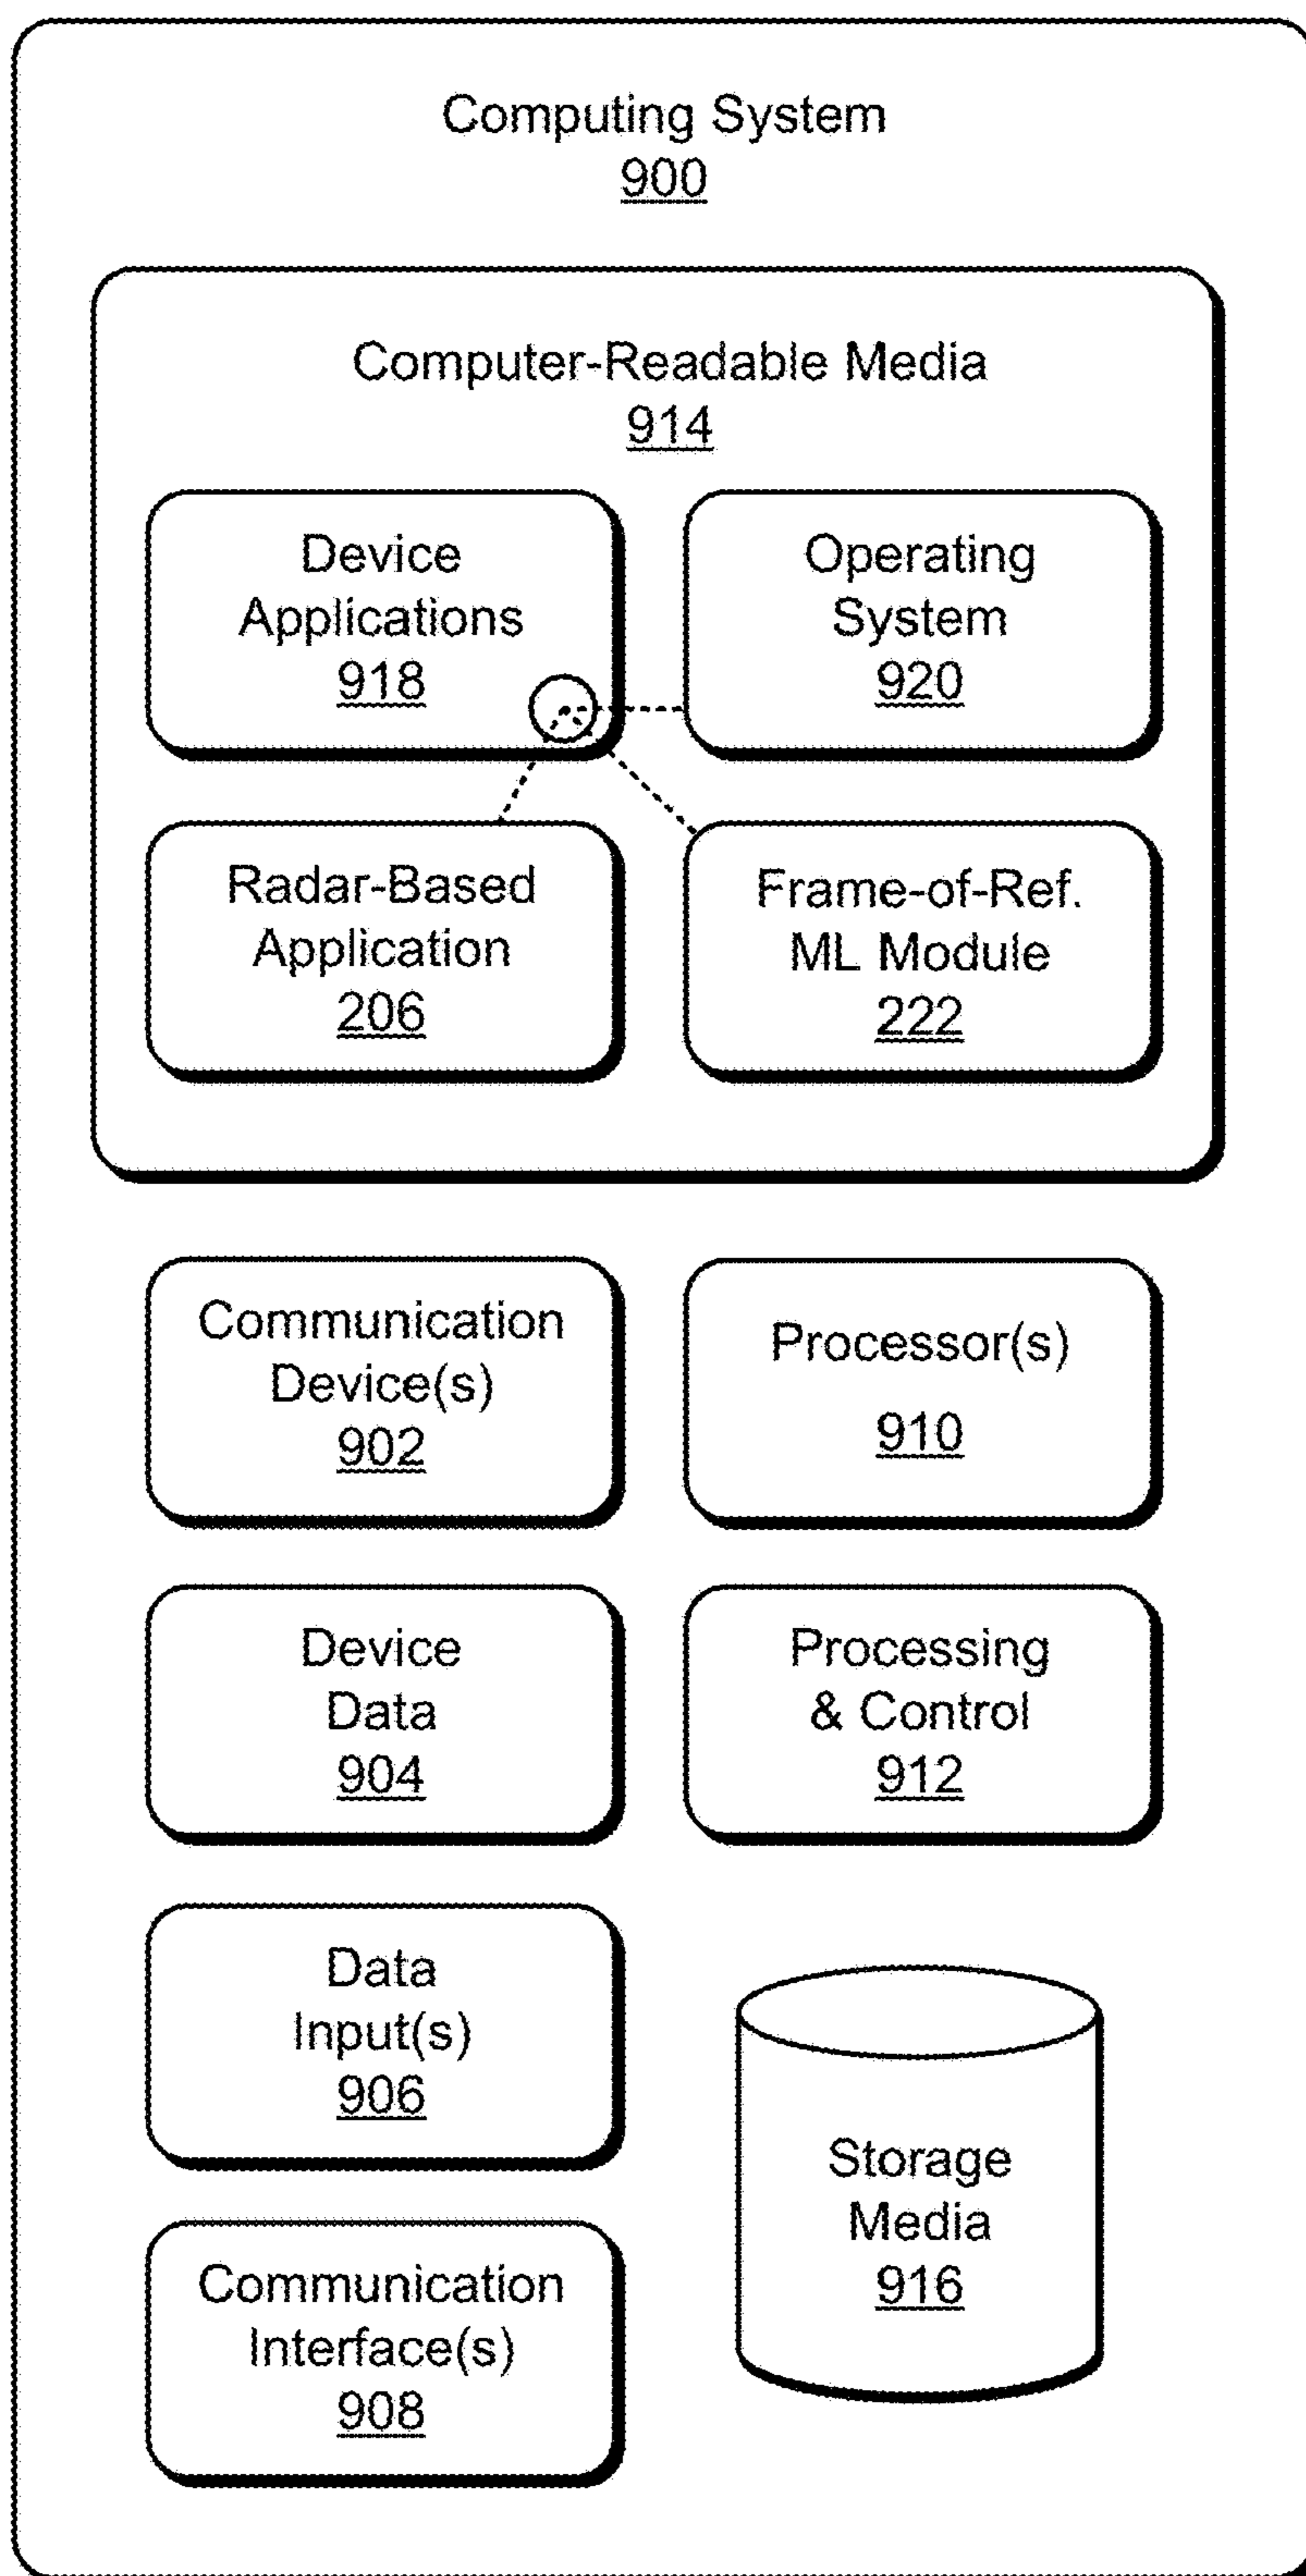 Computing System
900
Computer-Readable Media
914
Device
Applications
918
Operating
System
920
Radar-Based
Application
206
Frame-of-Ref.
ML Module
222
Communication
Device(s)
902
Processor(s)
910
Device
Data
904
Processing
& Control
912
Data
Input(s)
906
Storage
Media
916
Communication
Interface(s)
908